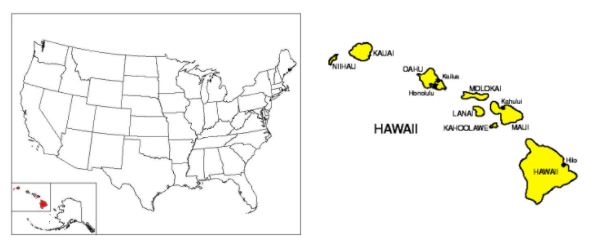 KAUAI
NIIHAU
OAHU
Kailua
Honolulu
MOLOKAI
LANAI
Kahului
KAHOOLAWE
MAUI
HAWAII
Hilo
HAWAII